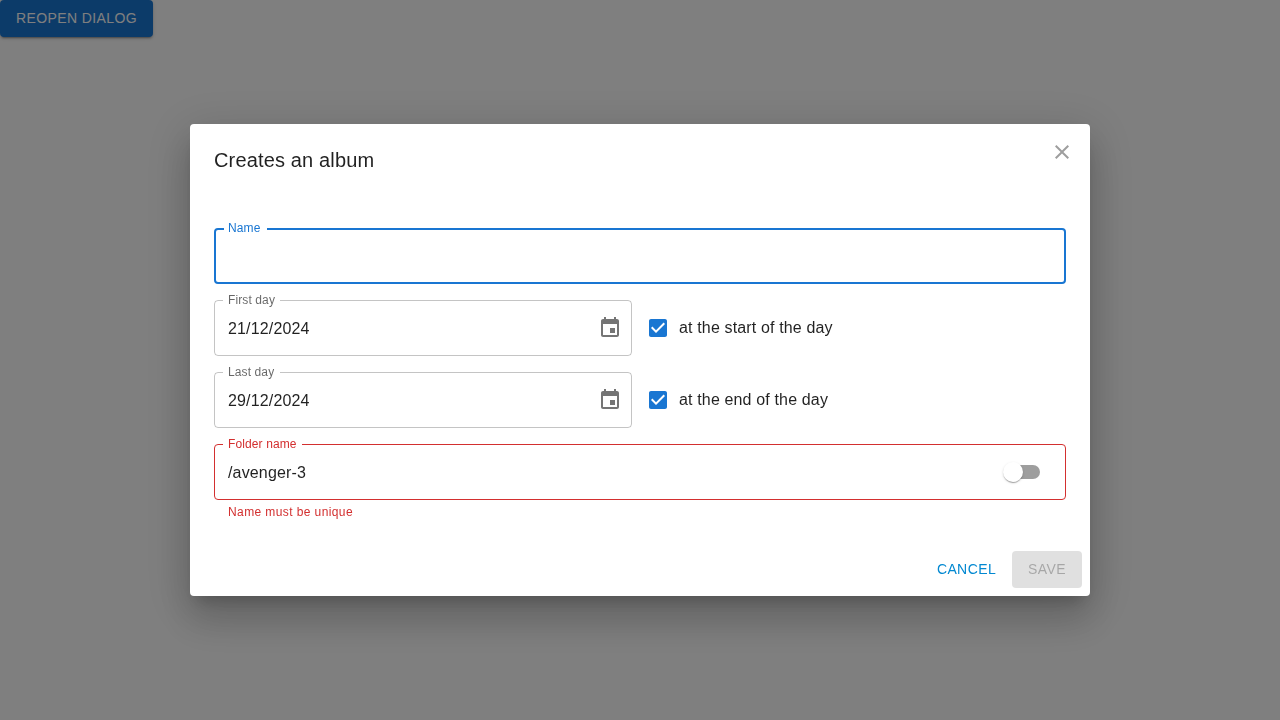 REOPEN DIALOG
Creates an album
Name
First day
21/12/2024
at the start of the day
Last day
29/12/2024
at the end of the day
Folder name
/avenger-3
Name must be unique
CANCEL
SAVE